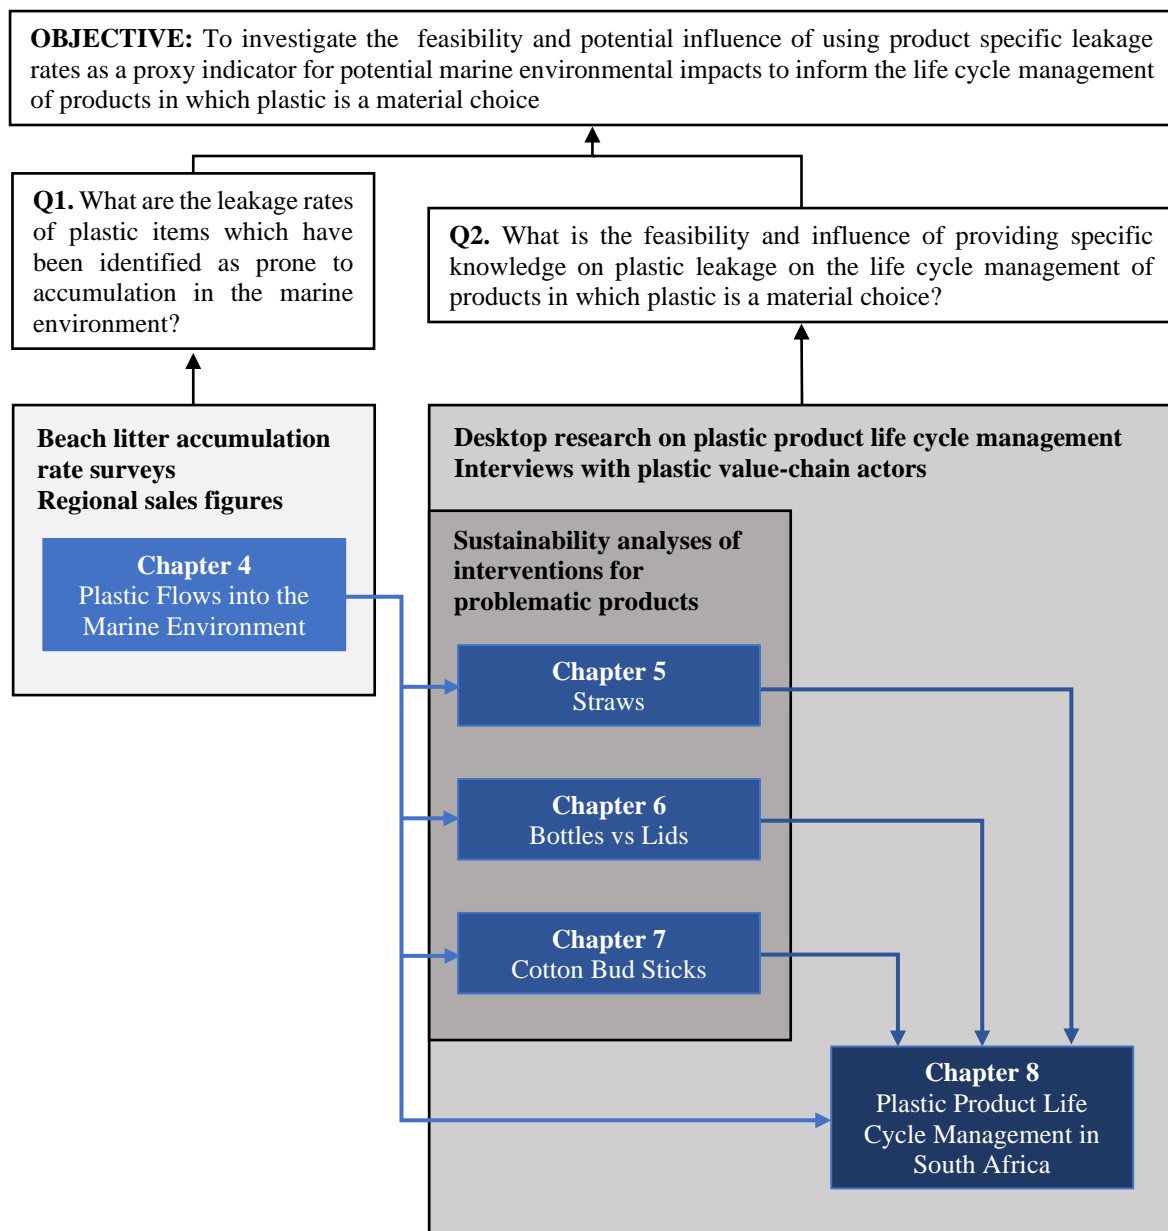 OBJECTIVE: To investigate the feasibility and potential influence of using product specific leakage
rates as a proxy indicator for potential marine environmental impacts to inform the life cycle management
of products in which plastic is a material choice
Q1. What are the leakage rates
of plastic items which have
been identified as prone to
accumulation in the marine
environment?
Q2. What is the feasibility and influence of providing specific
knowledge on plastic leakage on the life cycle management of
products in which plastic is a material choice?
Beach litter accumulation
rate surveys
Regional sales figures
Chapter 4
Plastic Flows into the
Marine Environment
Desktop research on plastic product life cycle management
Interviews with plastic value-chain actors
Sustainability analyses of
interventions for
problematic products
Chapter 5
Straws
Chapter 6
Bottles vs Lids
Chapter 7
Cotton Bud Sticks
Chapter 8
Plastic Product Life
Cycle Management in
South Africa